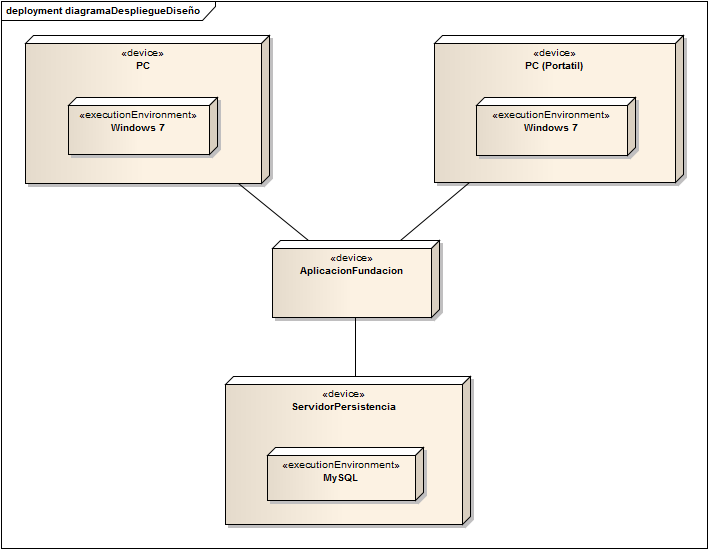 deployment diagramaDespliegueDiseño
«device»
PC
«executionEnvironment»
Windows 7
«device»
PC (Portatil)
«executionEnvironment»
Windows 7
«device»
AplicacionFundacion
«device»
ServidorPersistencia
«executionEnvironment»
MySQL